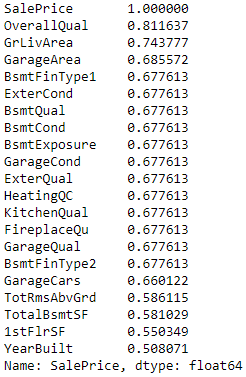 SalePrice 1.000000
OverallQual 0.811637
GrLivArea 0.743777
GarageArea 0.685572
BsmtFinType1 0.677613
ExterCond 0.677613
BsmtQual 0.677613
BsmtCond 0.677613
BsmtExposure 0.677613
GarageCond 0.677613
ExterQual 0.677613
HeatingQC 0.677613
KitchenQual 0.677613
FireplaceQu 0.677613
GarageQual 0.677613
BsmtFinType2 0.677613
GarageCars 0.660122
TotRmsAbvGrd 0.586115
TotalBsmtSF 0.581029
1stFlrSF 0.550349
YearBuilt 0.508071
Name: SalePrice, dtype: float64